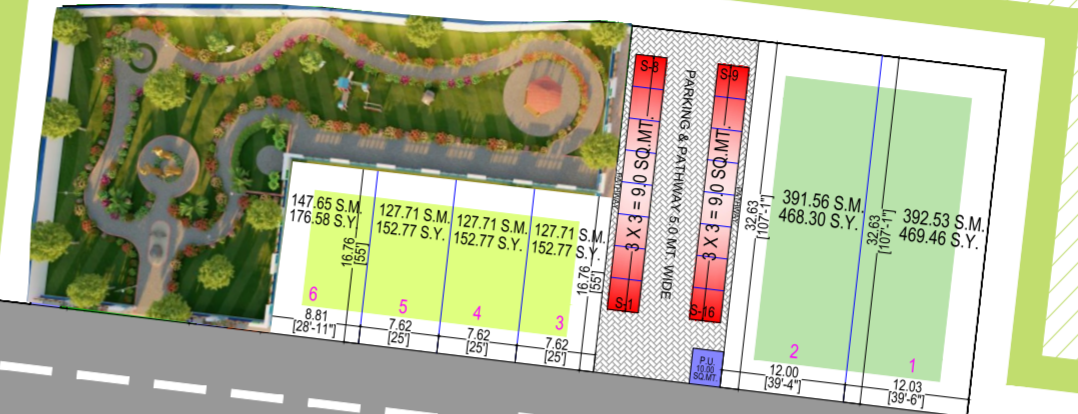 147.65 S.M.
176.58 S.Y.
16.76
[55']
6
8.81
[28'-11"]
127.71 S.M.
152.77 S.Y.
5
7.62
[25']
127.71 S.M.
152.77 S.Y.
4
7.62
[25']
127.71 S.M.
152.77 S.Y.
16.76
[55']
3
7.62
[25']
S-8
3 X 3 = 9.0 SQ.MT.
S-1
PARKING & PATHWAY 5.0 MT. WIDE
S-9
3 X 3 = 9.0 SQ.MT.
S-16
P.U.
10.00
SQ.MT.
32.63
[107'-1"]
391.56 S.M.
468.30 S.Y.
2
12.00
[39'-4"]
32.63
[107'-1"]
392.53 S.M.
469.46 S.Y.
1
12.03
[39'-6"]